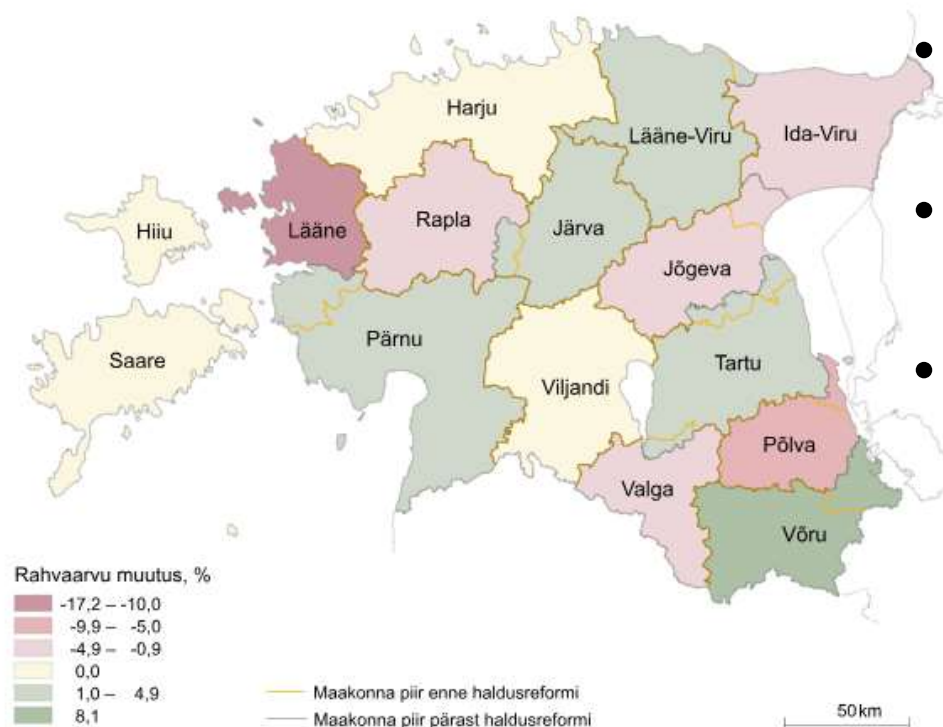 Harju
Lääne-Viru
Ida-Viru
Hiiu
Lääne
Rapla
Järva
Jõgeva
Saare
Pärnu
Viljandi
Tartu
Põlva
Valga
Võru
Rahvaarvu muutus, %
-17,2 – -10,0
-9,9 – -5,0
-4,9 – -0,9
0,0
1,0 – 4,9
8,1
Maakonna piir enne haldusreformi
Maakonna piir pärast haldusreformi
50 km